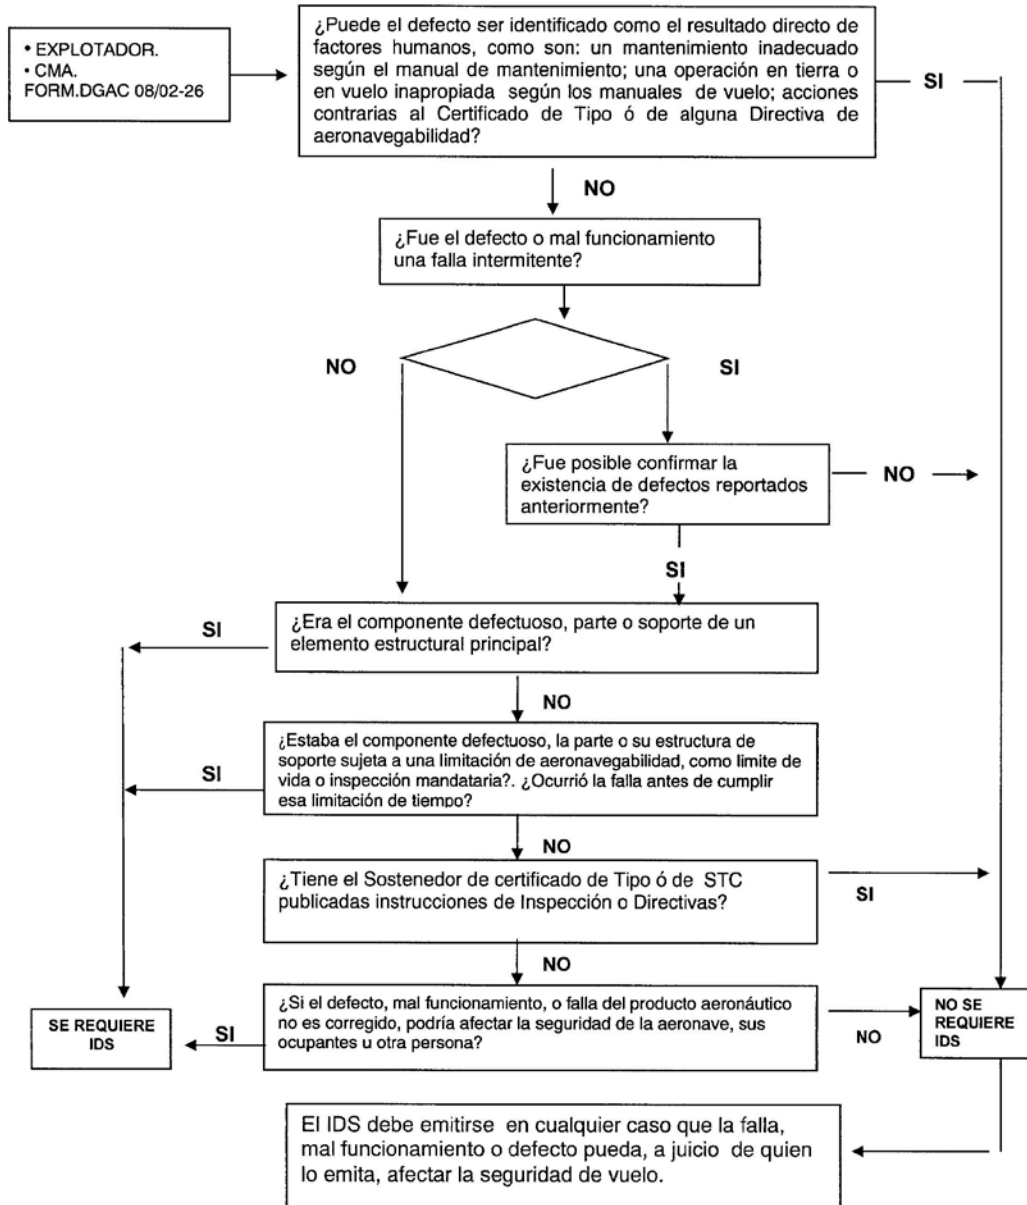 • EXPLOTADOR.
• CMA.
FORM.DGAC 08/02-26
¿Puede el defecto ser identificado como el resultado directo de
factores humanos, como son: un mantenimiento inadecuado
según el manual de mantenimiento; una operación en tierra o
en vuelo inapropiada según los manuales de vuelo; acciones
contrarias al Certificado de Tipo ó de alguna Directiva de
aeronavegabilidad?
SI
NO
¿Fue el defecto o mal funcionamiento
una falla intermitente?
NO
SI
¿Fue posible confirmar la
existencia de defectos reportados
anteriormente?
NO
SI
¿Era el componente defectuoso, parte o soporte de un
elemento estructural principal?
SI
NO
¿Estaba el componente defectuoso, la parte o su estructura de
soporte sujeta a una limitación de aeronavegabilidad, como limite de
vida o inspección mandataria?. ¿Ocurrió la falla antes de cumplir
esa limitación de tiempo?
SI
NO
¿Tiene el Sostenedor de certificado de Tipo ó de STC
publicadas instrucciones de Inspección o Directivas?
SI
NO
¿Si el defecto, mal funcionamiento, o falla del producto aeronáutico
no es corregido, podría afectar la seguridad de la aeronave, sus
ocupantes u otra persona?
SI
NO
SE REQUIERE
IDS
NO SE
REQUIERE
IDS
El IDS debe emitirse en cualquier caso que la falla,
mal funcionamiento o defecto pueda, a juicio de quien
lo emita, afectar la seguridad de vuelo.